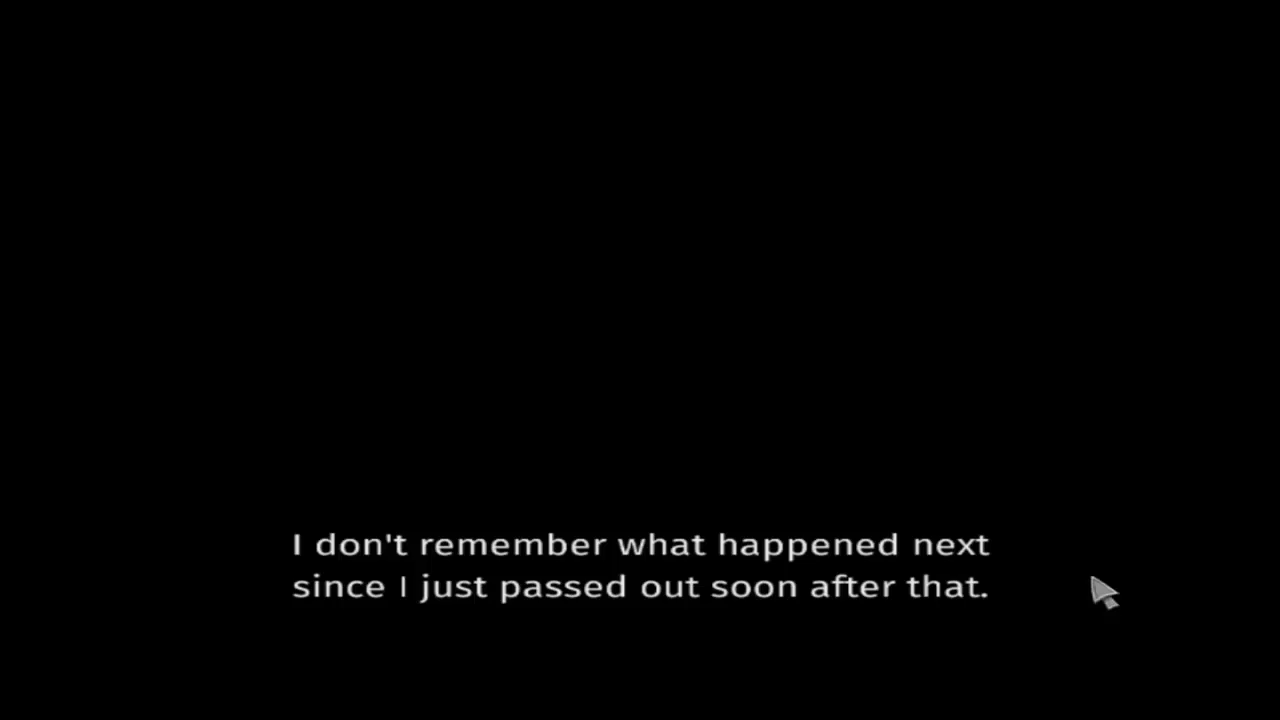 I don't remember what happened next
since I just passed out soon after that.